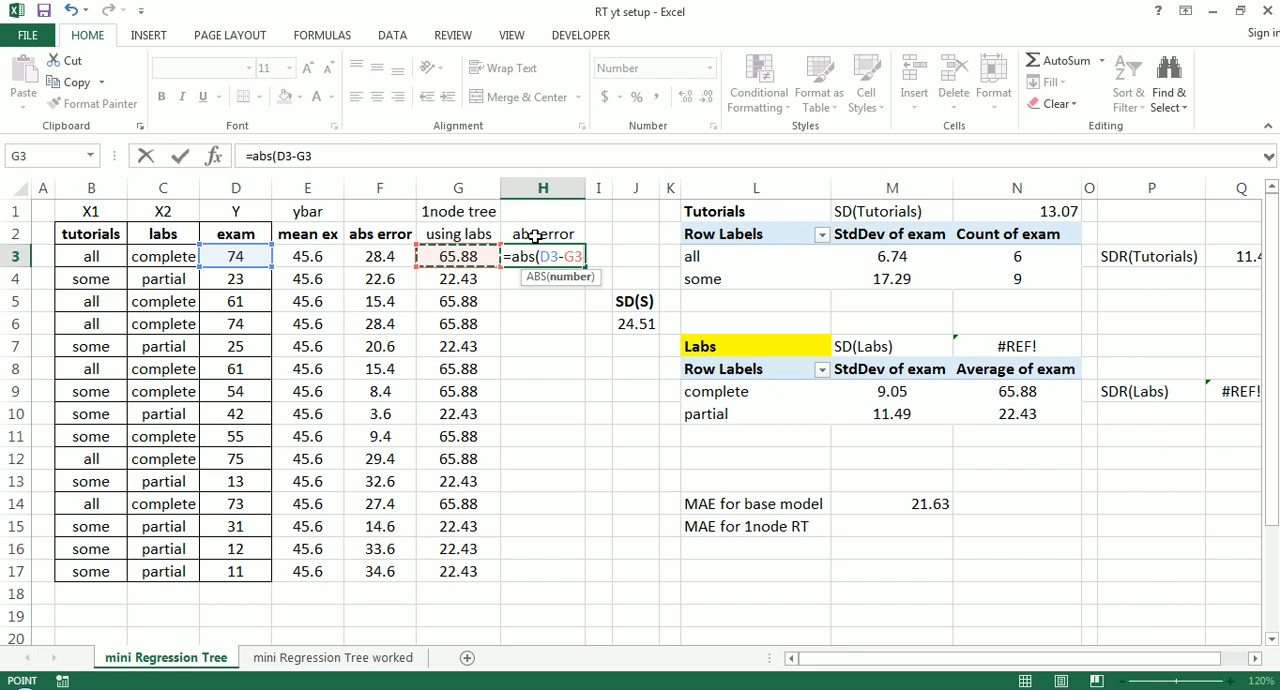 RT yt setup - Excel
FILE HOME INSERT PAGE LAYOUT FORMULAS DATA REVIEW VIEW DEVELOPER Sign in
Paste Cut Copy Format Painter
Clipboard
11 A A B I U A
Font
Wrap Text Merge & Center
Alignment
Number $ % ,
Number
Conditional Formatting Format as Table Cell Styles
Styles
Insert Delete Format
Cells
AutoSum Fill Clear Sort & Filter Find & Select
Editing
G3 fx =abs(D3-G3
A B C D E F G H I J K L M N O P Q
1 X1 X2 Y ybar 1node tree Tutorials SD(Tutorials) 13.07
2 tutorials labs exam mean ex abs error using labs abs error Row Labels StdDev of exam Count of exam
3 all complete 74 45.6 28.4 65.88 =abs(D3-G3 all 6.74 6 SDR(Tutorials) 11.4
ABS(number)
4 some partial 23 45.6 22.6 22.43 some 17.29 9
5 all complete 61 45.6 15.4 65.88 SD(S)
6 all complete 74 45.6 28.4 65.88 24.51
7 some partial 25 45.6 20.6 22.43 Labs SD(Labs) #REF!
8 all complete 61 45.6 15.4 65.88 Row Labels StdDev of exam Average of exam
9 some complete 54 45.6 8.4 65.88 complete 9.05 65.88 SDR(Labs) #REF!
10 some partial 42 45.6 3.6 22.43 partial 11.49 22.43
11 some complete 55 45.6 9.4 65.88
12 all complete 75 45.6 29.4 65.88
13 some partial 13 45.6 32.6 22.43
14 all complete 73 45.6 27.4 65.88 MAE for base model 21.63
15 some partial 31 45.6 14.6 22.43 MAE for 1node RT
16 some partial 12 45.6 33.6 22.43
17 some partial 11 45.6 34.6 22.43
18
19
20
mini Regression Tree mini Regression Tree worked
POINT 120%